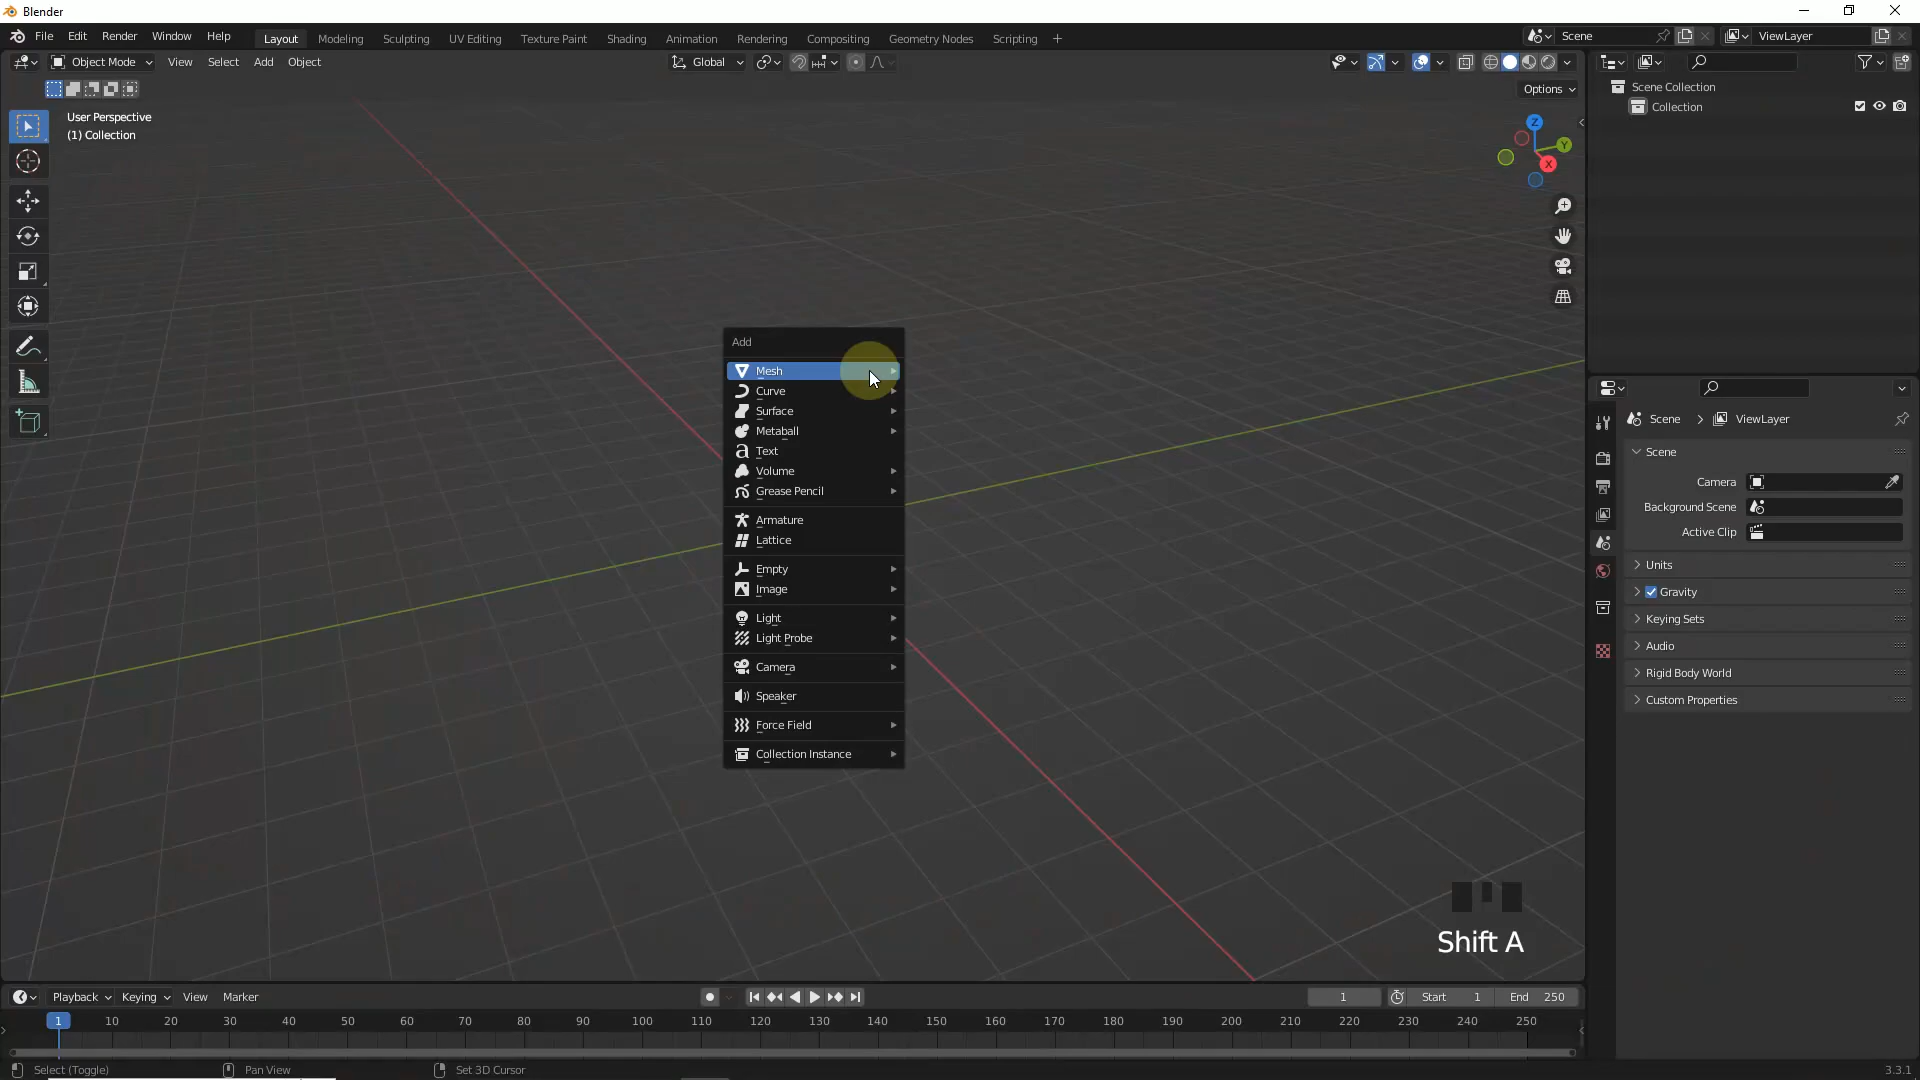 Blender
File Edit Render Window Help
Layout Modeling Sculpting UV Editing Texture Paint Shading Animation Rendering Compositing Geometry Nodes Scripting +
Scene
ViewLayer
Object Mode View Select Add Object
Global
Options
User Perspective
(1) Collection
Z
Y
X
Scene Collection
Collection
Add
Mesh
Curve
Surface
Metaball
Text
Volume
Grease Pencil
Armature
Lattice
Empty
Image
Light
Light Probe
Camera
Speaker
Force Field
Collection Instance
Scene > ViewLayer
Scene
Camera
Background Scene
Active Clip
Units
Gravity
Keying Sets
Audio
Rigid Body World
Custom Properties
Shift A
Playback Keying View Marker
1
Start 1
End 250
1 10 20 30 40 50 60 70 80 90 100 110 120 130 140 150 160 170 180 190 200 210 220 230 240 250
Select (Toggle)
Pan View
Set 3D Cursor
3.3.1